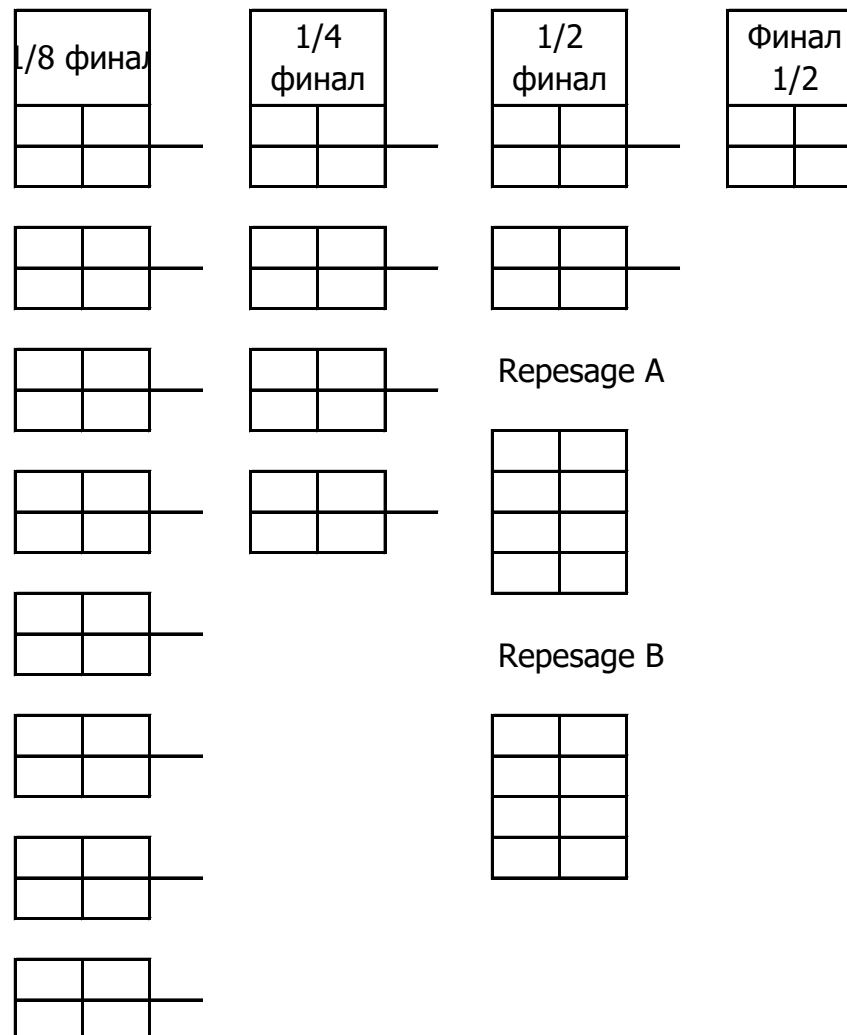 1/8 финал
1/4
финал
1/2
финал
Финал
1/2
Repesage A
Repesage B